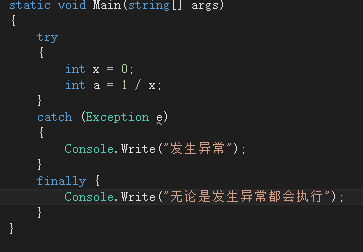 static void Main(string[] args)
{
try
{
int x = 0;
int a = 1 / x;
}
catch (Exception e)
{
Console.Write("发生异常");
}
finally {
Console.Write("无论是发生异常都会执行");
}
}